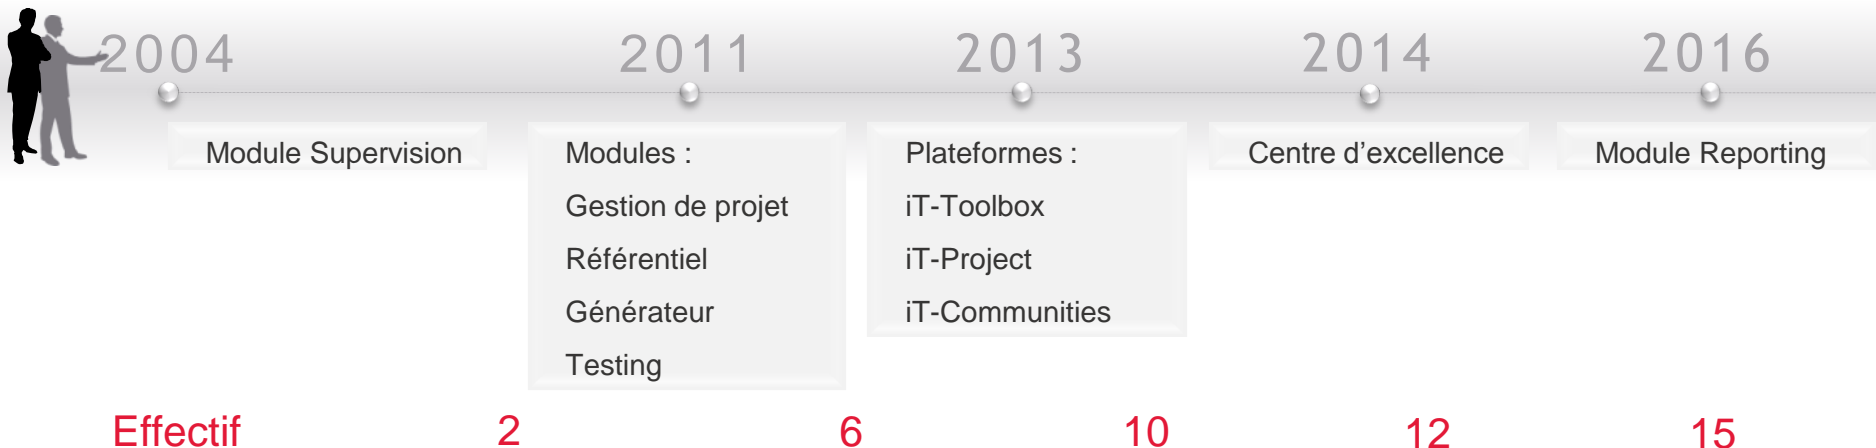 2004
2011
2013
2014
2016
Module Supervision
Modules :
Gestion de projet
Référentiel
Générateur
Testing
Plateformes :
iT-Toolbox
iT-Project
iT-Communities
Centre d’excellence
Module Reporting
Effectif 2 6 10 12 15